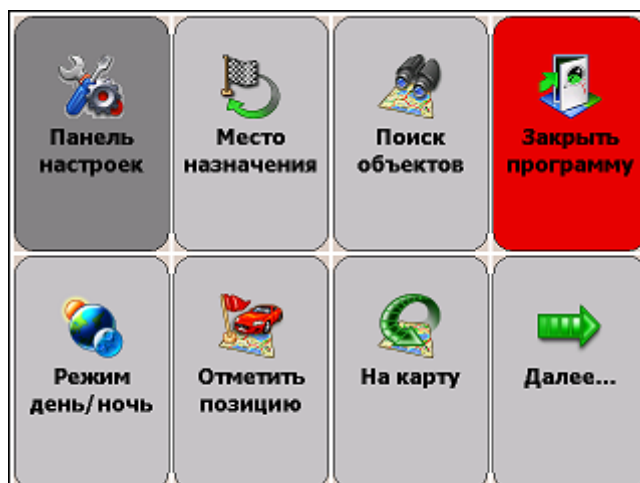 Панель
настроек
Место
назначения
Поиск
объектов
Закрыть
программу
Режим
день/ночь
Отметить
позицию
На карту
Далее...